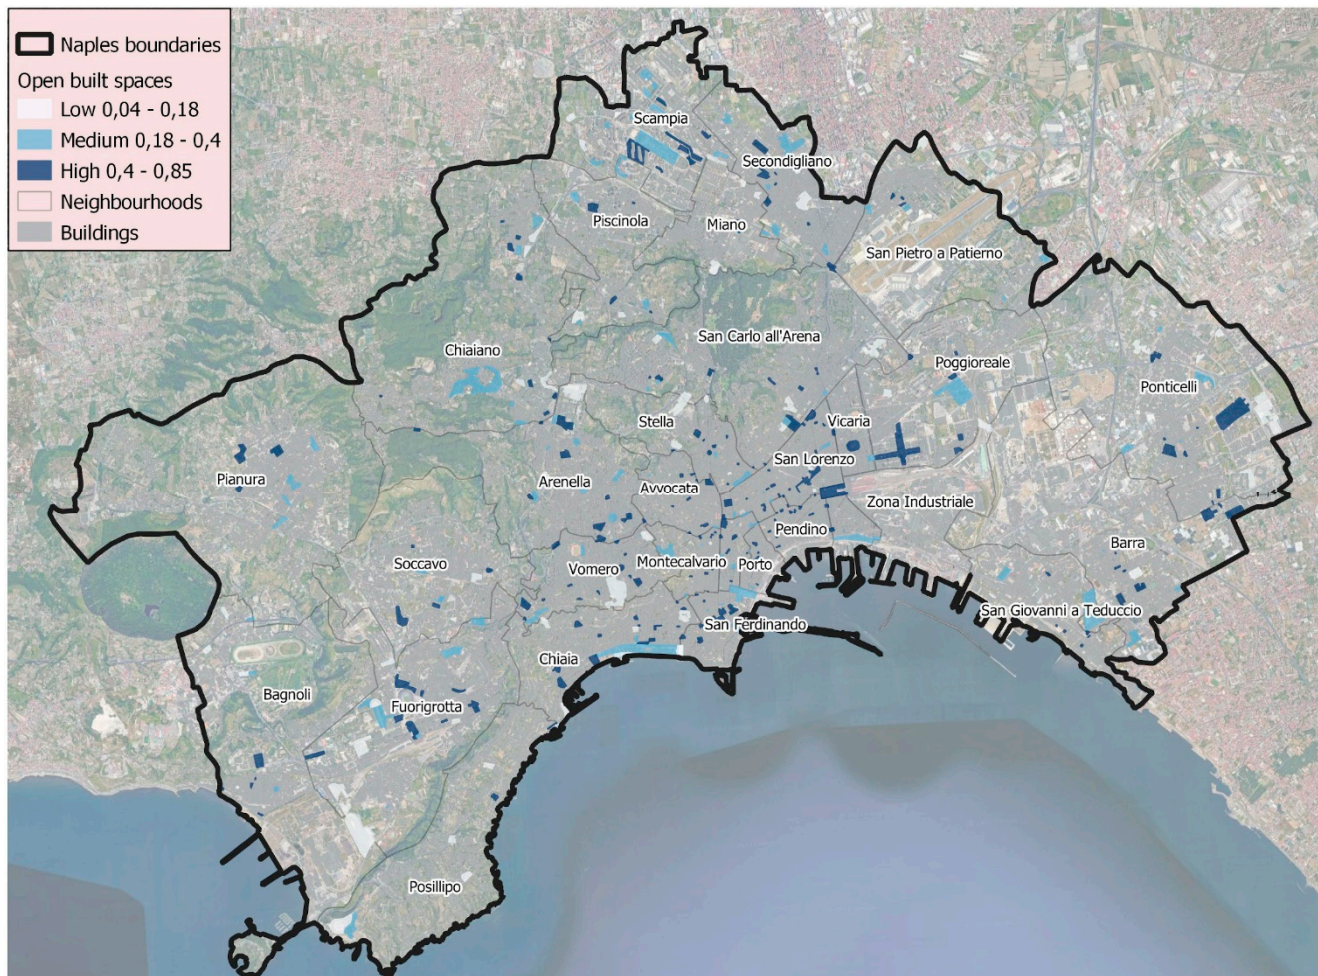 Naples boundaries
Open built spaces
Low 0,04 - 0,18
Medium 0,18 - 0,4
High 0,4 - 0,85
Neighbourhoods
Buildings
Scampia
Secondigliano
Piscinola
Miano
San Pietro a Patierno
San Carlo all'Arena
Chiaiano
Poggioreale
Ponticelli
Stella
Vicaria
San Lorenzo
Pianura
Arenella
Avvocata
Zona Industriale
Pendino
Barra
Soccavo
Vomero
Montecalvario
Porto
San Giovanni a Teduccio
San Ferdinando
Chiaia
Bagnoli
Fuorigrotta
Posillipo